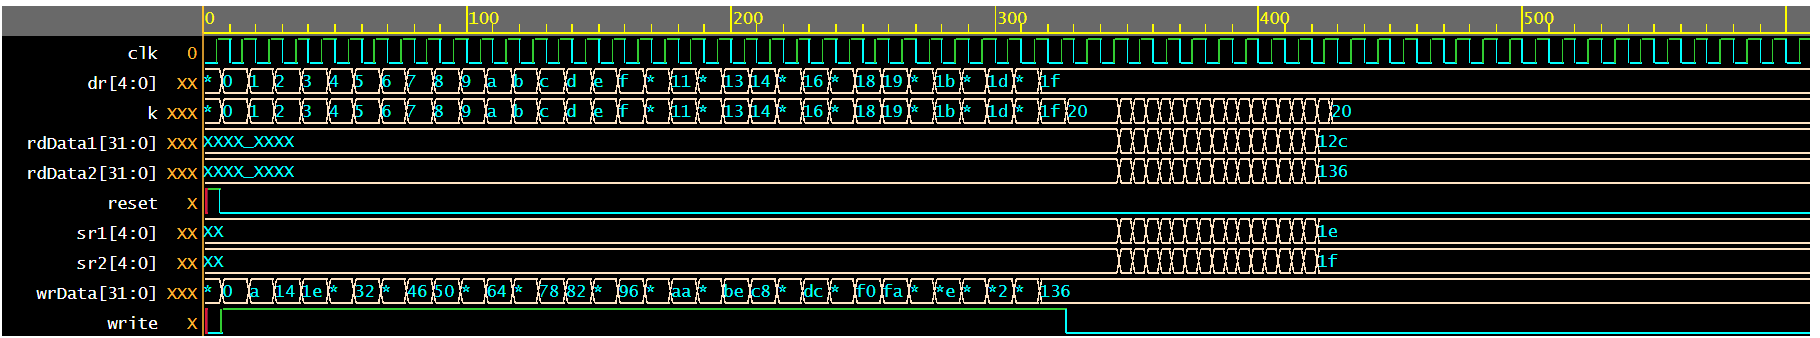 0 100 200 300 400 500
clk 0
dr[4:0] XX * 0 1 2 3 4 5 6 7 8 9 a b c d e f * 11 * 13 14 * 16 * 18 19 * 1b * 1d * 1f
k XXX * 0 1 2 3 4 5 6 7 8 9 a b c d e f * 11 * 13 14 * 16 * 18 19 * 1b * 1d * 1f 20 20
rdData1[31:0] XXX XXXX_XXXX 12c
rdData2[31:0] XXX XXXX_XXXX 136
reset X
sr1[4:0] XX XX 1e
sr2[4:0] XX XX 1f
wrData[31:0] XXX * 0 a 14 1e * 32 * 46 50 * 64 * 78 82 * 96 * aa * be c8 * dc * f0 fa * *e * *2 * 136
write X